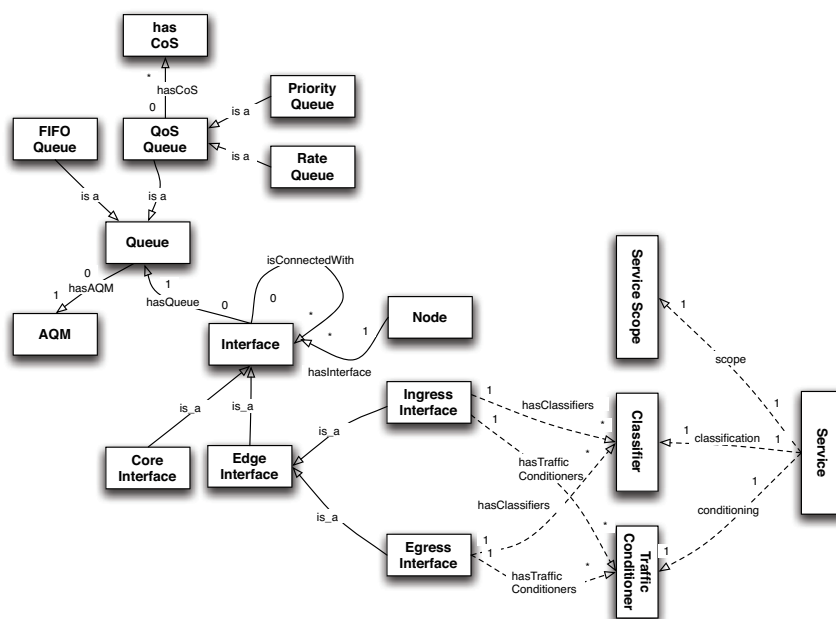 has
CoS
*
hasCoS
0
Priority
Queue
is a
FIFO
Queue
QoS
Queue
is a
Rate
Queue
is a
is a
Queue
isConnectedWith
Service Scope
0
hasAQM
1
1
hasQueue
0
0
*
1
AQM
Interface
*
1
Node
hasInterface
scope
is_a
is_a
Ingress
Interface
1
hasClassifiers
1
*
Classifier
1
classification
1
1
Service
is_a
Core
Interface
Edge
Interface
*
hasTraffic
Conditioners
1
hasClassifiers
conditioning
is_a
*
Egress
Interface
1
1
hasTraffic
Conditioners
*
Traffic
Conditioner
1